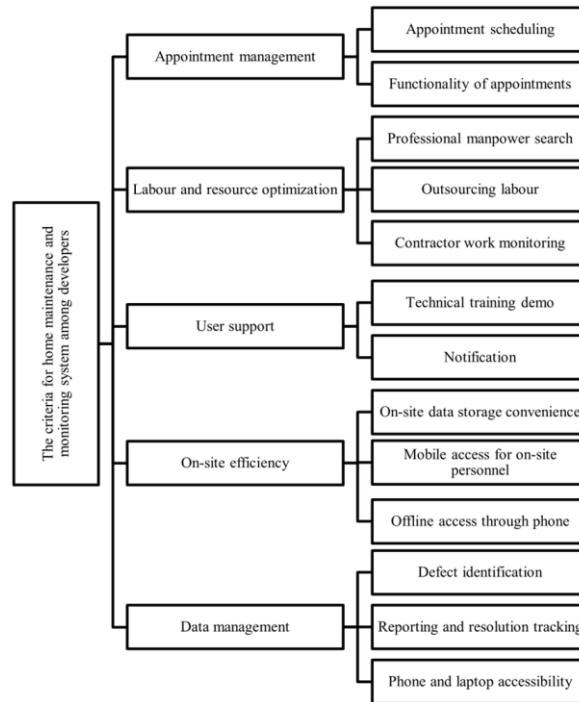 The criteria for home maintenance and
monitoring system among developers
Appointment management
Appointment scheduling
Functionality of appointments
Labour and resource optimization
Professional manpower search
Outsourcing labour
Contractor work monitoring
User support
Technical training demo
Notification
On-site efficiency
On-site data storage convenience
Mobile access for on-site
personnel
Offline access through phone
Data management
Defect identification
Reporting and resolution tracking
Phone and laptop accessibility